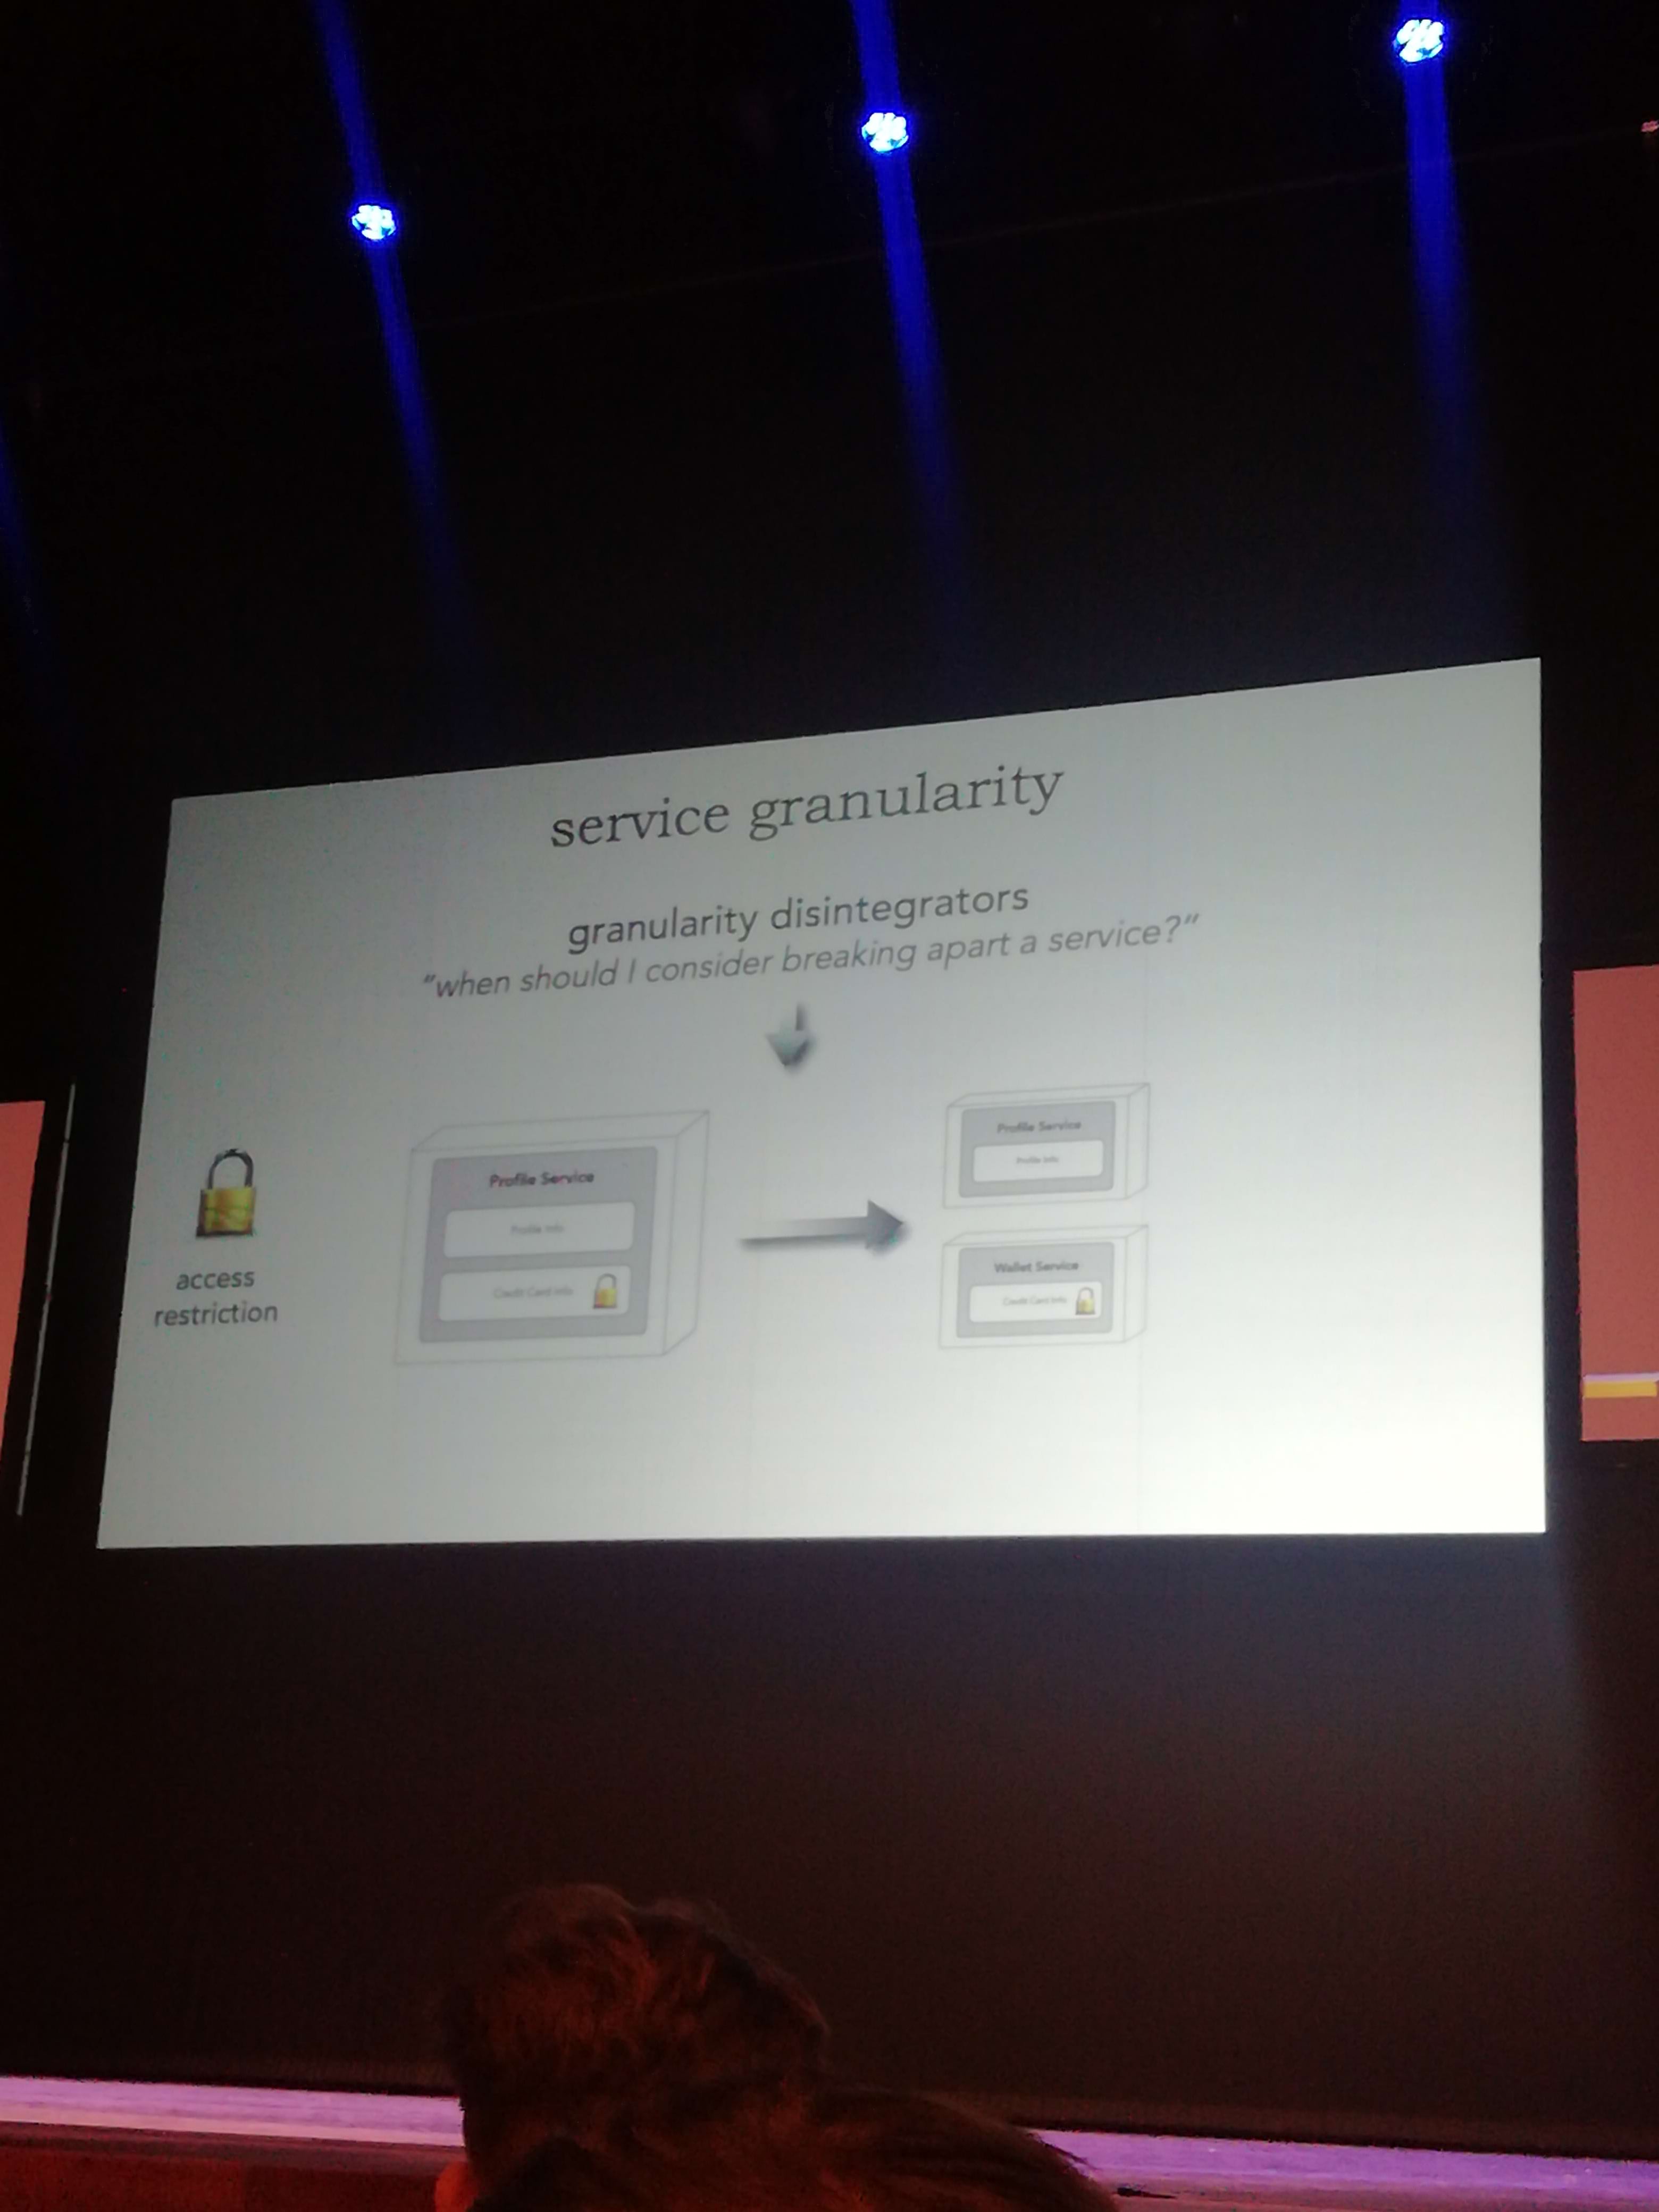 service granularity
granularity disintegrators
"when should I consider breaking apart a service?"
access
restriction
Profile Service
Profile Info
Credit Card Info
Profile Service
Profile Info
Wallet Service
Credit Card Info